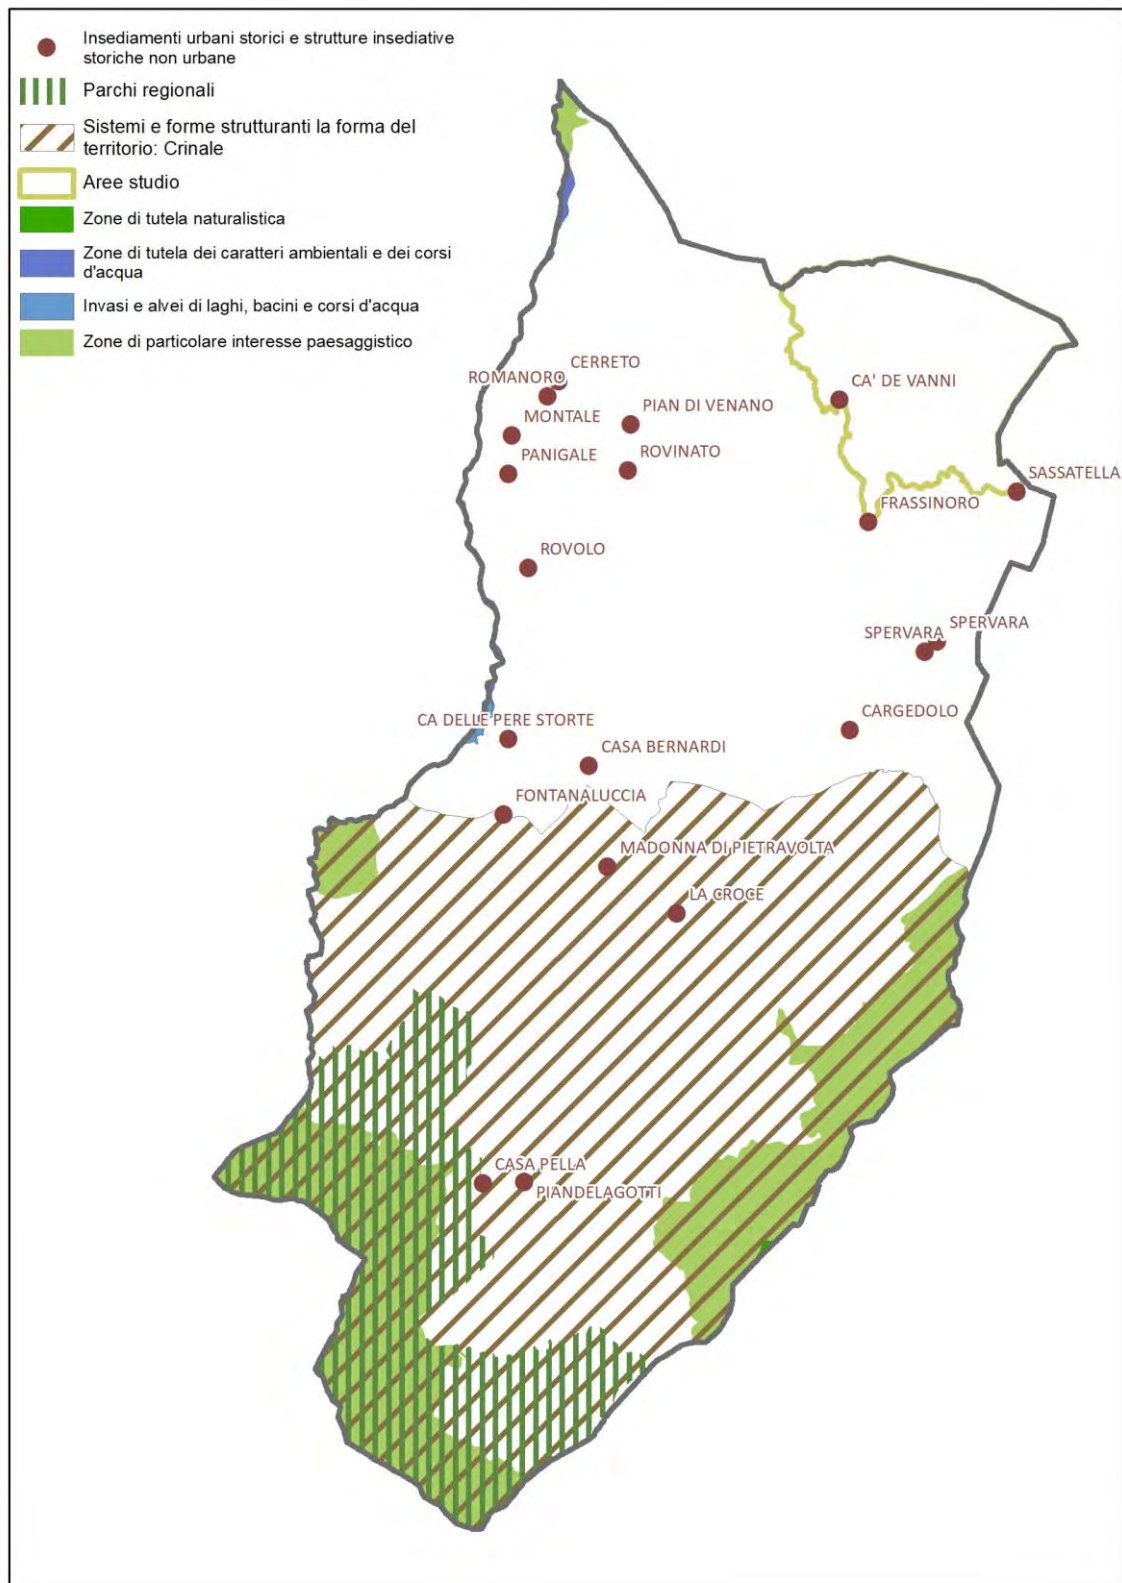 Insediamenti urbani storici e strutture insediative
storiche non urbane
Parchi regionali
Sistemi e forme strutturanti la forma del
territorio: Crinale
Aree studio
Zone di tutela naturalistica
Zone di tutela dei caratteri ambientali e dei corsi
d'acqua
Invasi e alvei di laghi, bacini e corsi d'acqua
Zone di particolare interesse paesaggistico
CERRETO
ROMANORO
CA' DE VANNI
PIAN DI VENANO
MONTALE
PANIGALE
ROVINATO
SASSATELLA
FRASSINORO
ROVOLO
SPERVARA
SPERVARA
CARGEDOLO
CA DELLE PERE STORTE
CASA BERNARDI
FONTANALUCCIA
MADONNA DI PIETRAVOLTA
LA CROCE
CASA PELLA
PIANDELAGOTTI